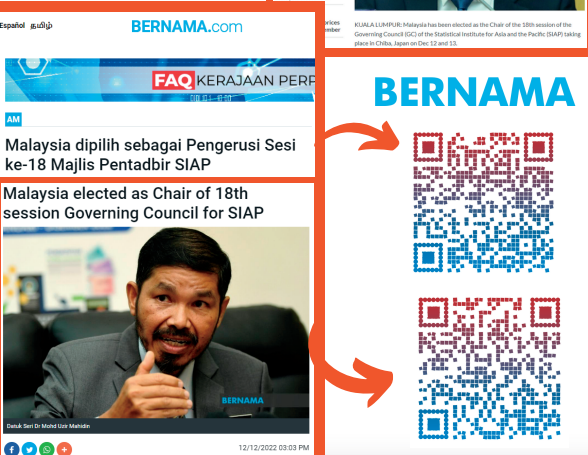 Español தமிழ்
BERNAMA.com
FAQ KERAJAAN PERP
AM
Malaysia dipilih sebagai Pengerusi Sesi
ke-18 Majlis Pentadbir SIAP
Malaysia elected as Chair of 18th
session Governing Council for SIAP
BERNAMA
Datuk Seri Dr Mohd Uzir Mahidin
12/12/2022 03:03 PM
KUALA LUMPUR: Malaysia has been elected as the Chair of the 18th session of the
Governing Council (GC) of the Statistical Institute for Asia and the Pacific (SIAP) taking
place in Chiba, Japan on Dec 12 and 13.
BERNAMA